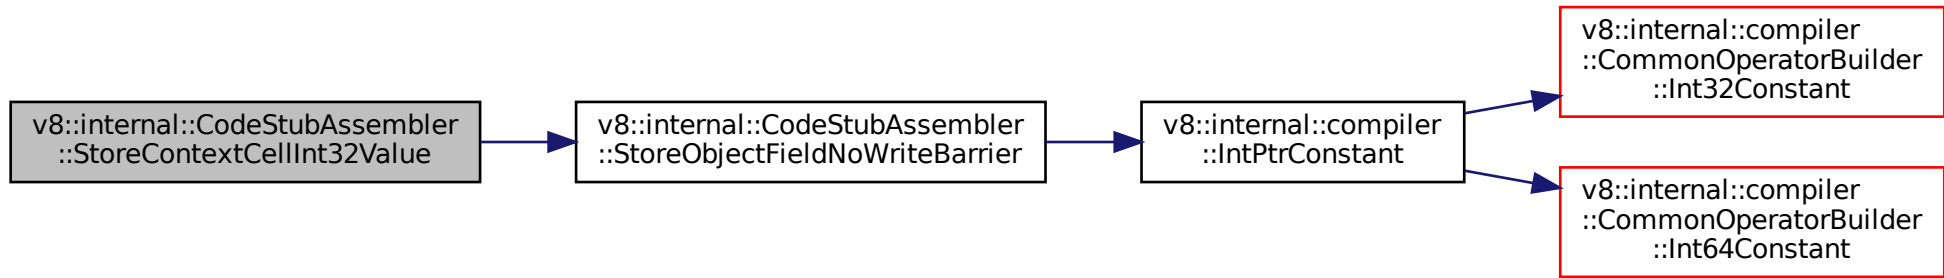 v8::internal::CodeStubAssembler
::StoreContextCellInt32Value
v8::internal::CodeStubAssembler
::StoreObjectFieldNoWriteBarrier
v8::internal::compiler
::IntPtrConstant
v8::internal::compiler
::CommonOperatorBuilder
::Int32Constant
v8::internal::compiler
::CommonOperatorBuilder
::Int64Constant